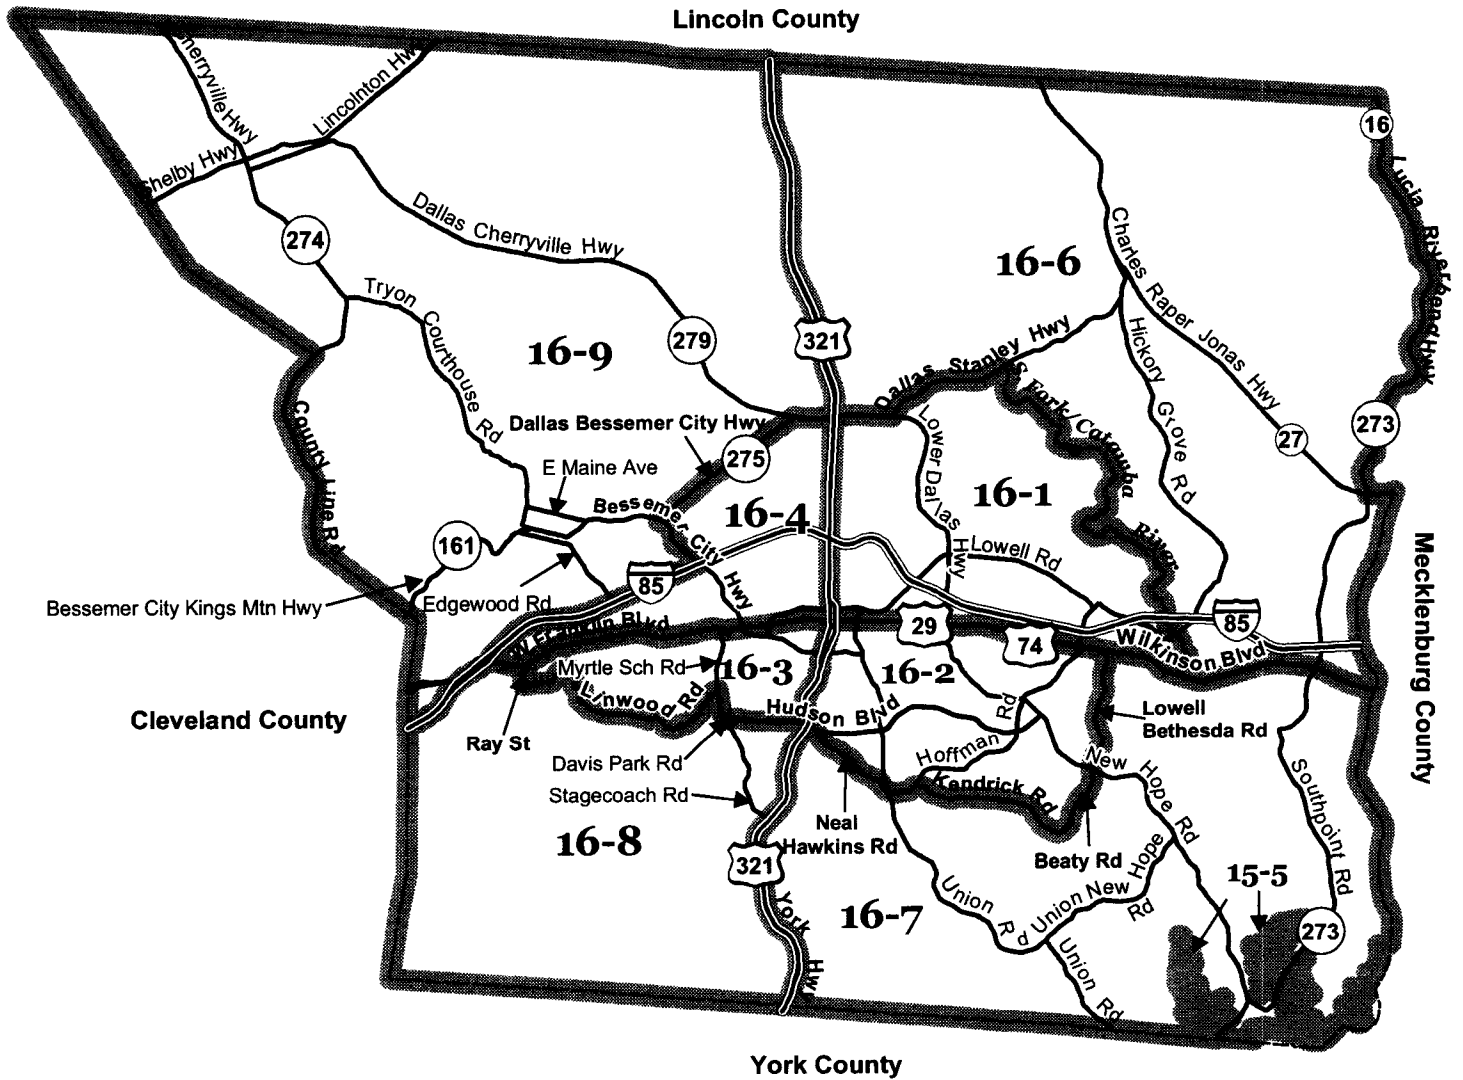 Lincoln County
Cherryville Hwy
Lincolnton Hwy
Shelby Hwy
16
Lucia Riverbend Hwy
274
Dallas Cherryville Hwy
16-6
Charles Raper Jonas Hwy
Tryon Courthouse Rd
279
321
16-9
Dallas Stanley Hwy
Hickory Grove Rd
S Fork/Catawba River
County Line Rd
Dallas Bessemer City Hwy
275
Lower Dallas Hwy
27
273
E Maine Ave
16-1
Bessemer City Hwy
16-4
161
Lowell Rd
Mecklenburg County
Bessemer City Kings Mtn Hwy
Edgewood Rd
85
W Franklin Blvd
29
74
85
Wilkinson Blvd
Myrtle Sch Rd
16-3
16-2
Linwood Rd
Hudson Blvd
Rd
Lowell
Bethesda Rd
Cleveland County
Ray St
Davis Park Rd
Hoffman
New Hope Rd
Stagecoach Rd
Kendrick Rd
Southpoint Rd
16-8
Neal
Hawkins Rd
321
Beaty Rd
15-5
Union Rd
Union New Hope
Rd
16-7
York Hwy
273
Union Rd
York County